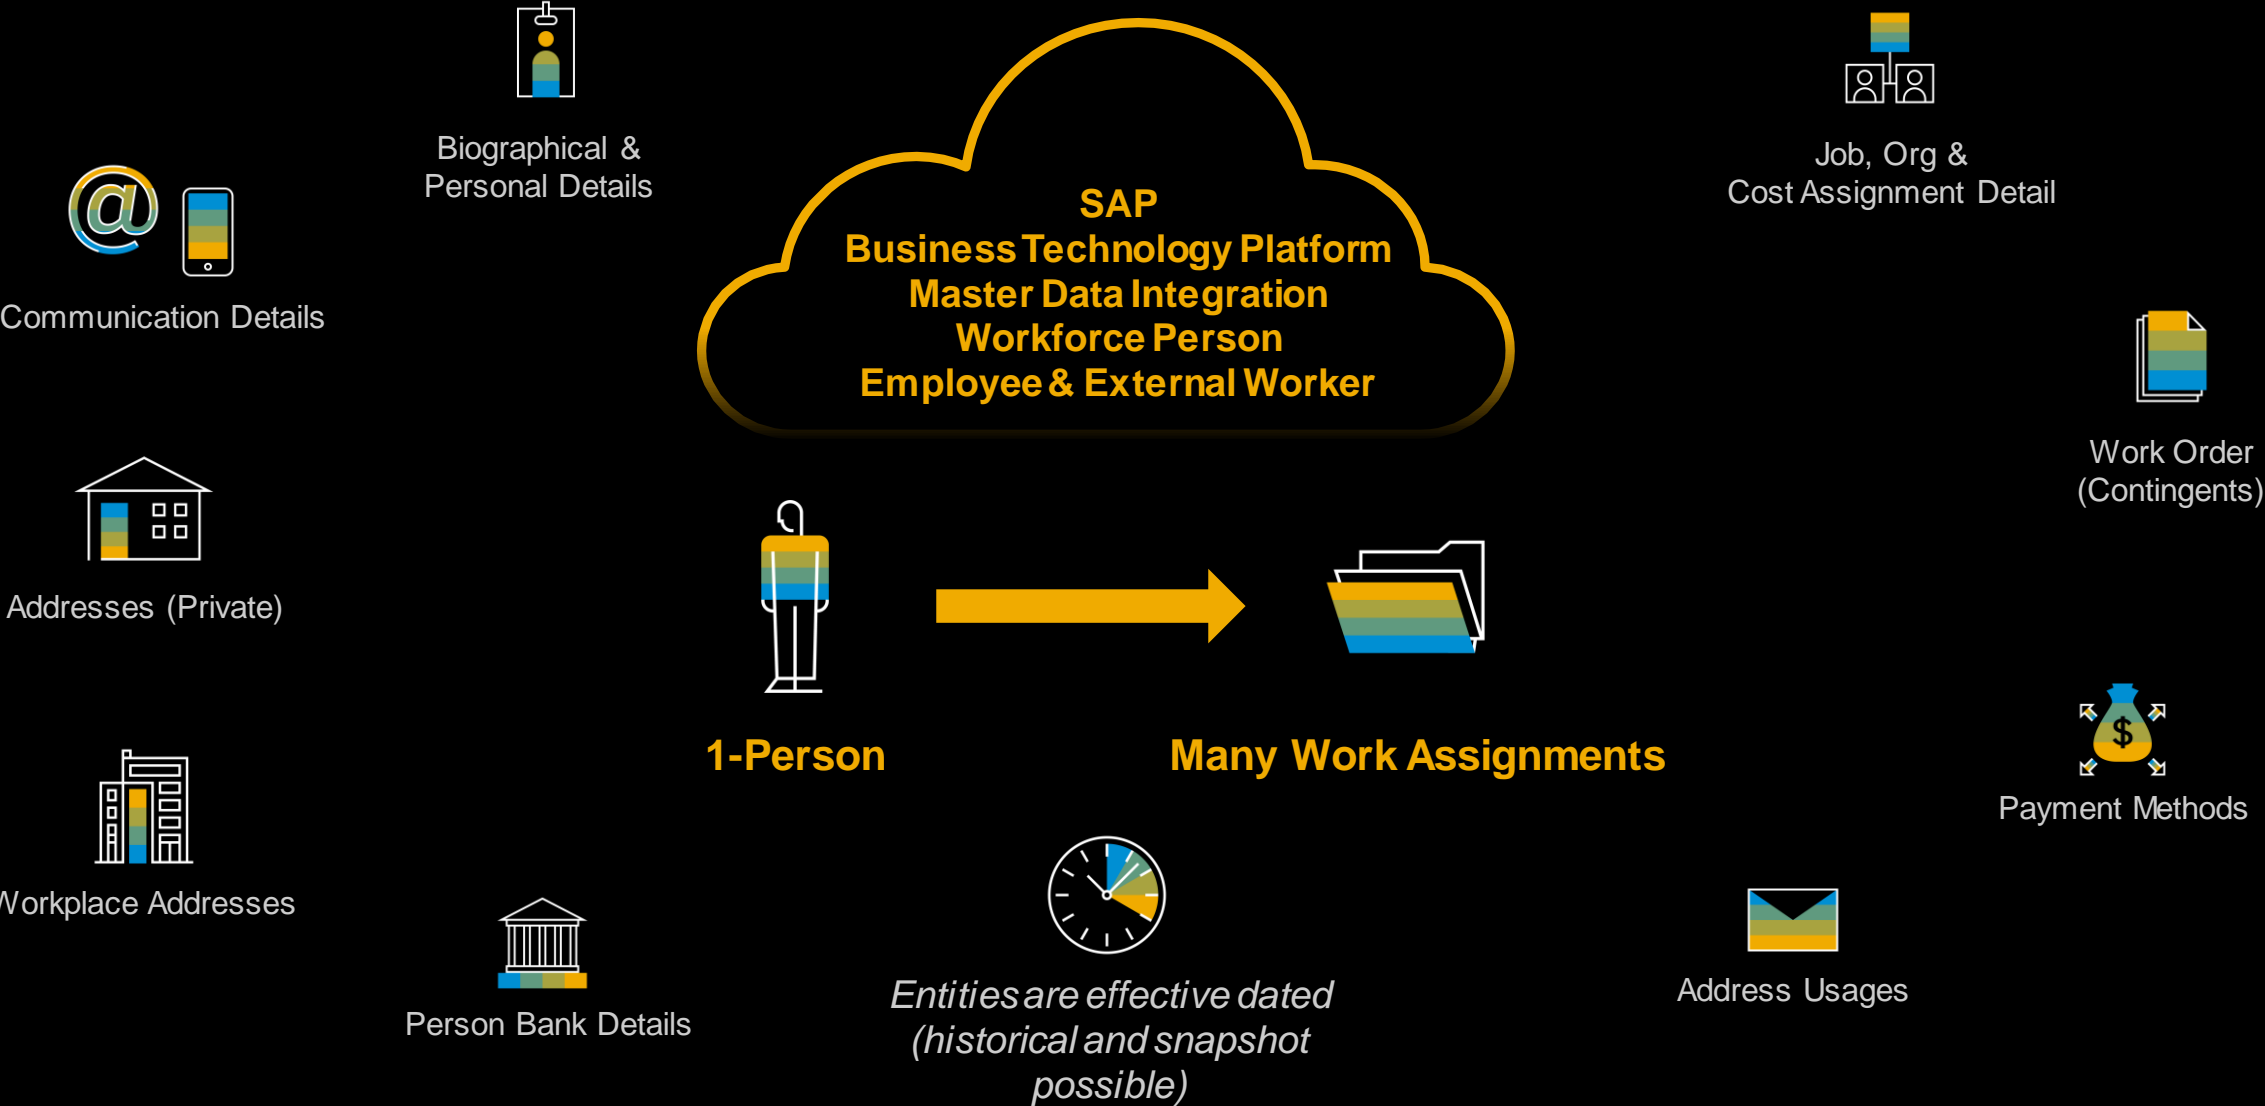 Biographical &
Personal Details
Communication Details
Addresses (Private)
Workplace Addresses
Person Bank Details
SAP
Business Technology Platform
Master Data Integration
Workforce Person
Employee & External Worker
1-Person
Many Work Assignments
Entities are effective dated
(historical and snapshot
possible)
Job, Org &
Cost Assignment Detail
Work Order
(Contingents)
$
Payment Methods
Address Usages